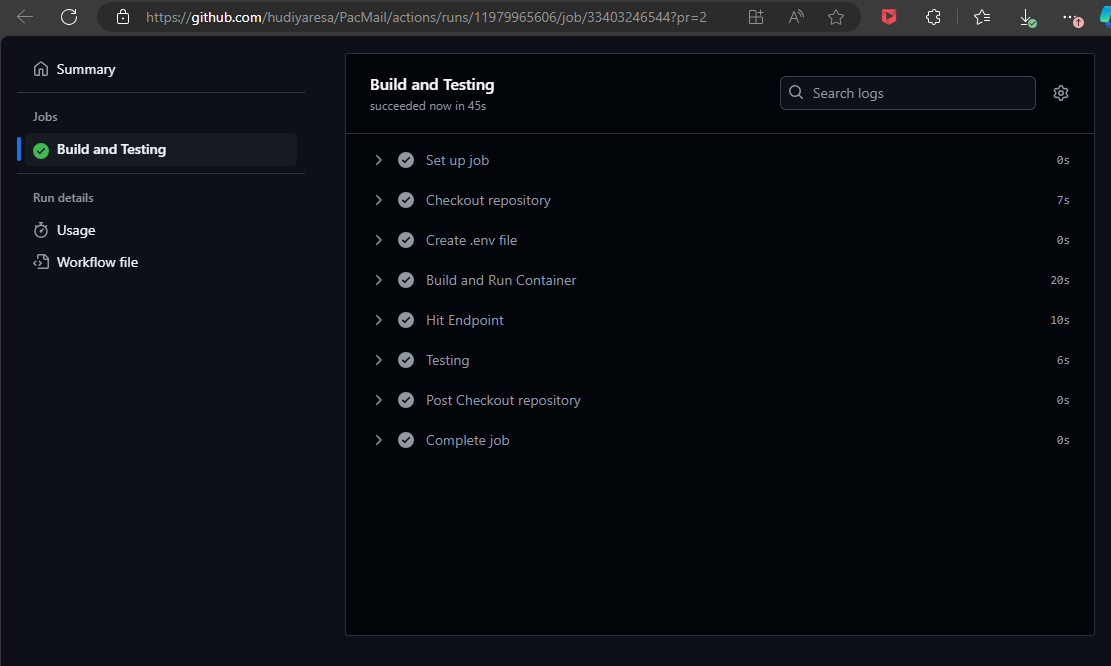 https://github.com/hudiyaresa/PacMail/actions/runs/11979965606/job/33403246544?pr=2
Summary
Jobs
Build and Testing
Run details
Usage
Workflow file
Build and Testing
succeeded now in 45s
Search logs
Set up job 0s
Checkout repository 7s
Create .env file 0s
Build and Run Container 20s
Hit Endpoint 10s
Testing 6s
Post Checkout repository 0s
Complete job 0s